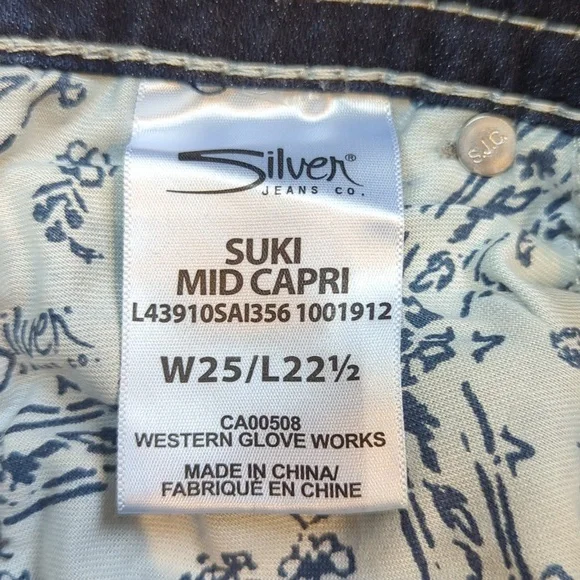 Silver®
JEANS CO.
SUKI
MID CAPRI
L43910SAI356 1001912
W25/L22½
CA00508
WESTERN GLOVE WORKS
MADE IN CHINA/
FABRIQUÉ EN CHINE
S.J.C.
Silver